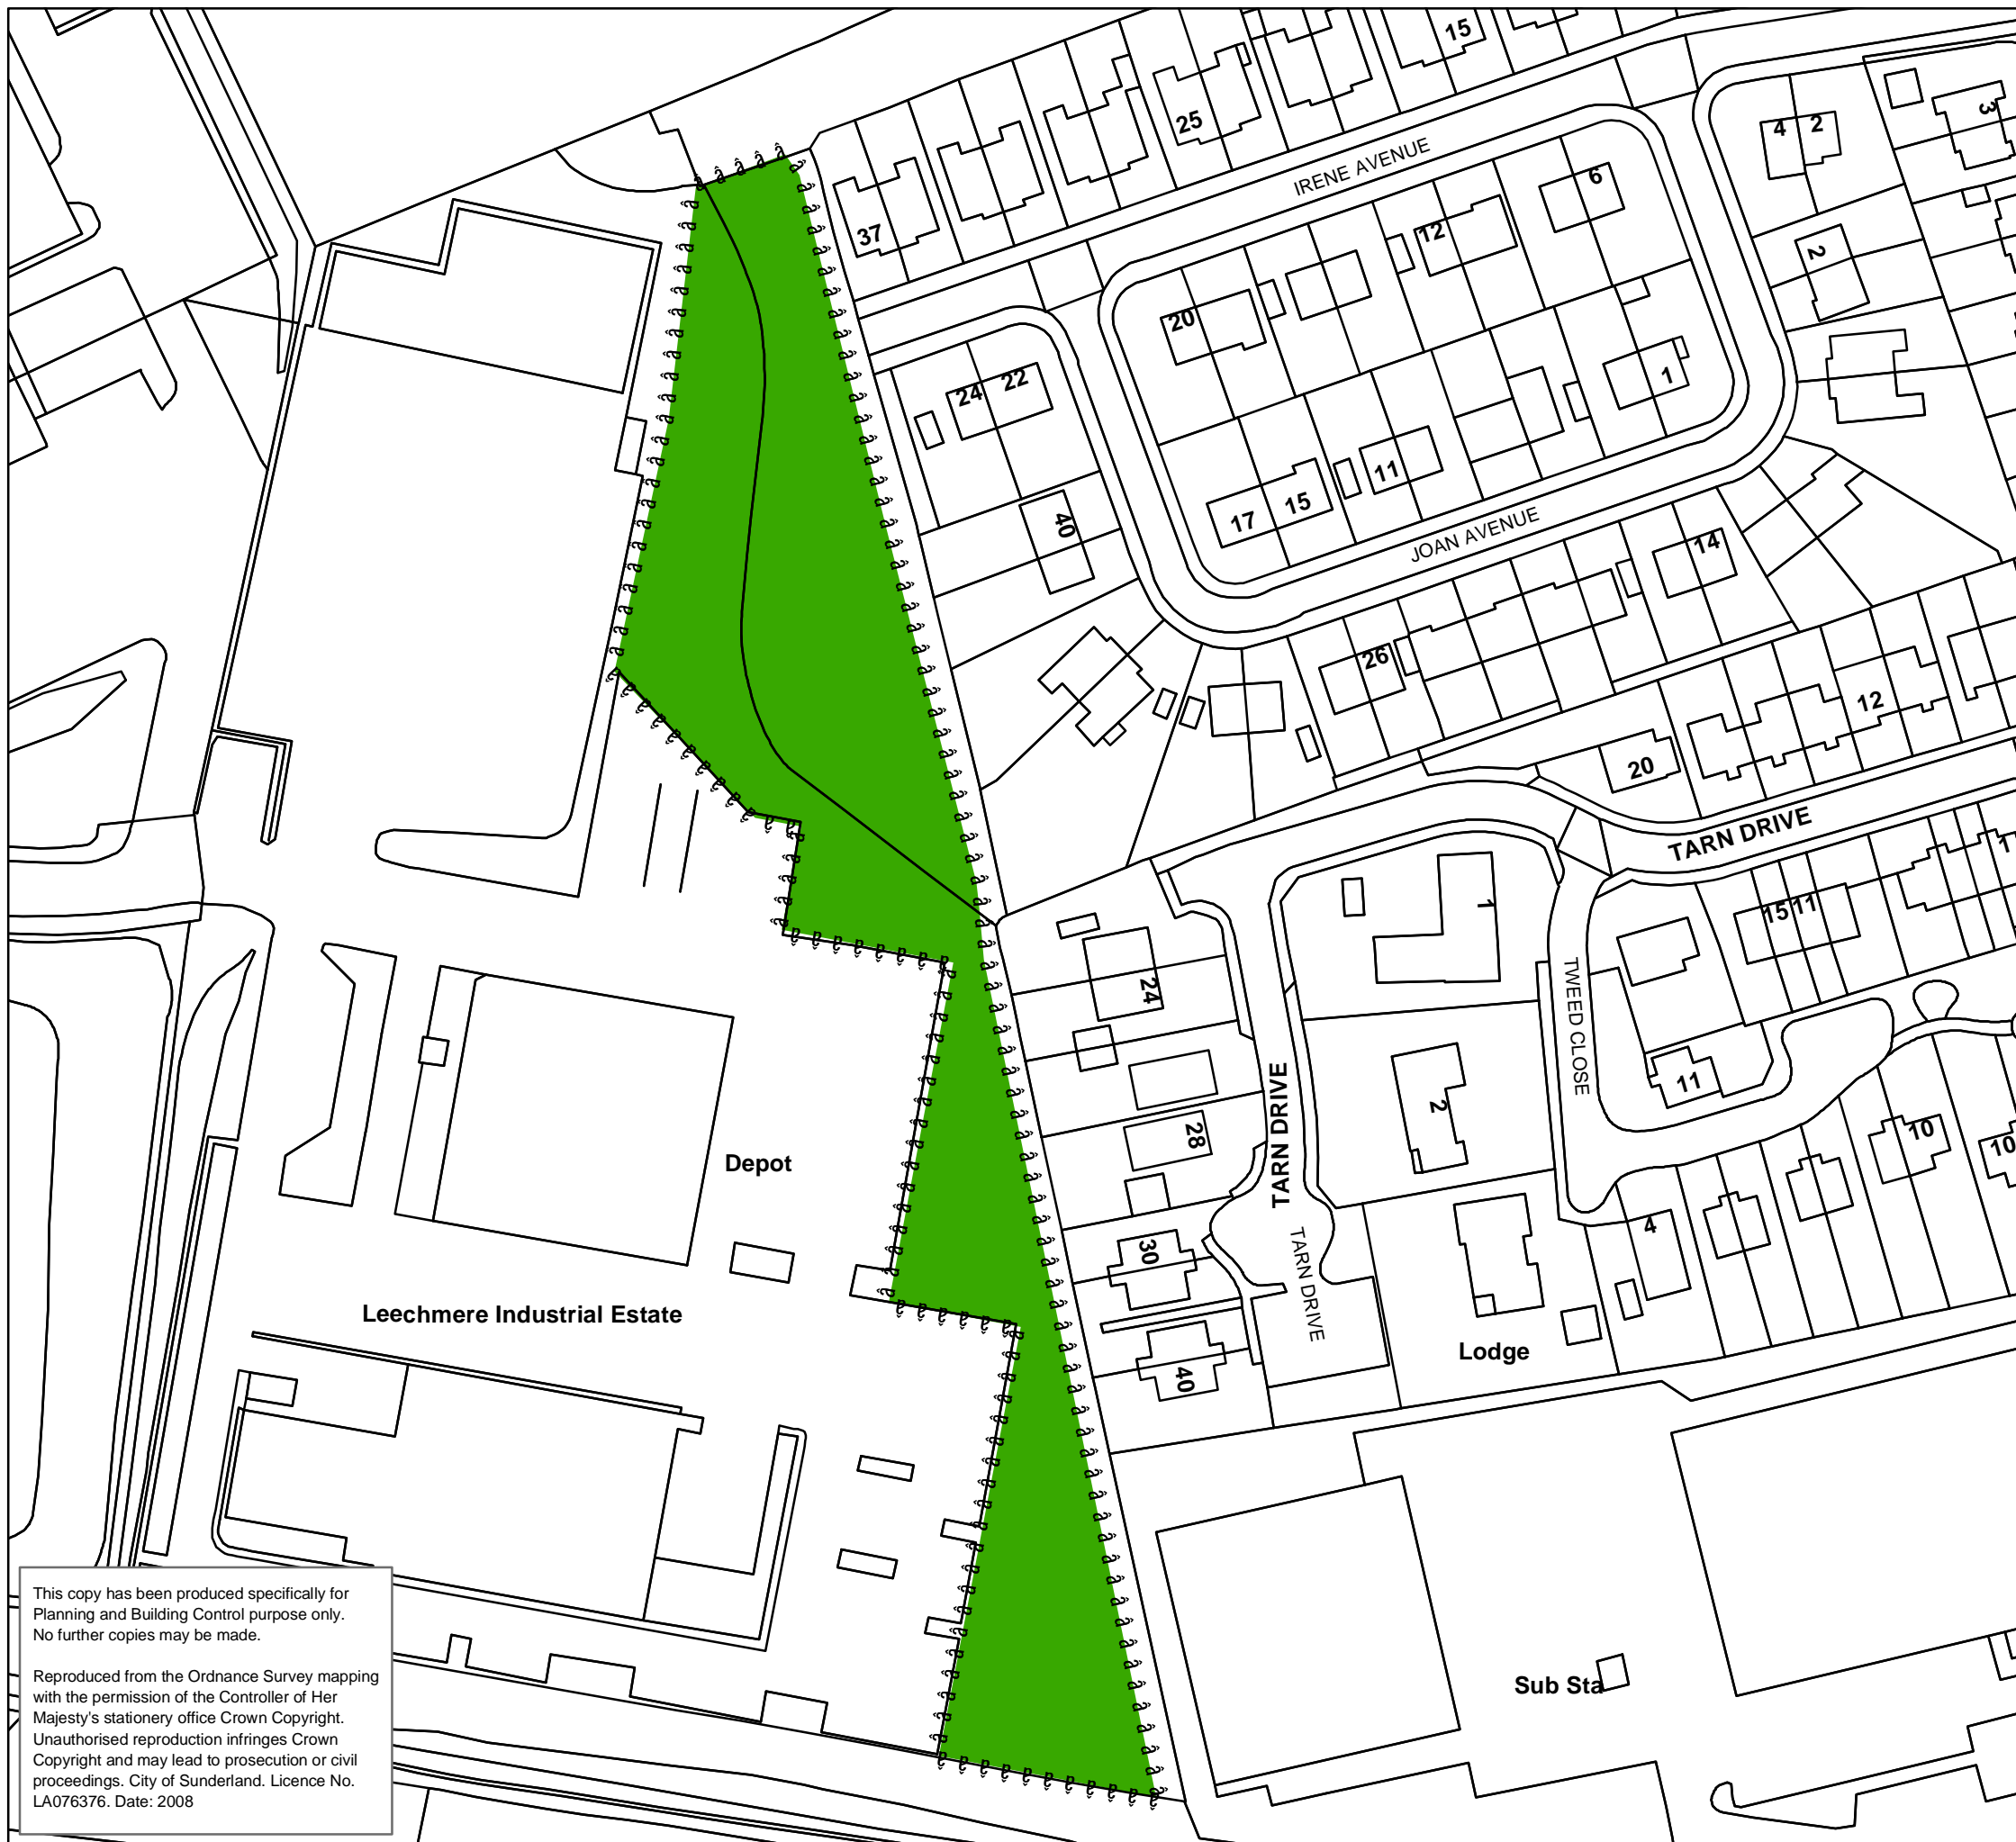 15
25
37
IRENE AVENUE
4
2
3
6
12
2
20
1
24
22
17
15
11
40
JOAN AVENUE
14
26
12
20
TARN DRIVE
1
15
11
24
TWEED CLOSE
11
TARN DRIVE
28
2
10
10
30
4
TARN DRIVE
40
Lodge
Depot
Leechmere Industrial Estate
Sub Sta
This copy has been produced specifically for
Planning and Building Control purpose only.
No further copies may be made.
Reproduced from the Ordnance Survey mapping
with the permission of the Controller of Her
Majesty's stationery office Crown Copyright.
Unauthorised reproduction infringes Crown
Copyright and may lead to prosecution or civil
proceedings. City of Sunderland. Licence No.
LA076376. Date: 2008